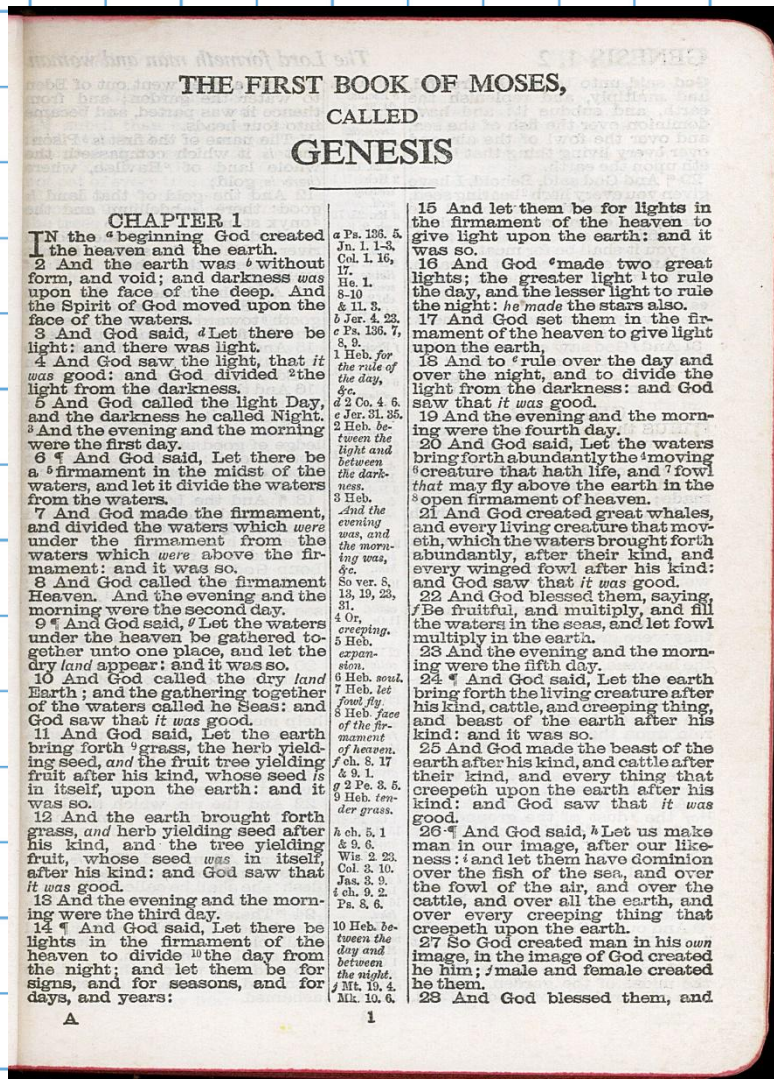 THE FIRST BOOK OF MOSES,
CALLED
GENESIS
CHAPTER 1
IN the a beginning God created
the heaven and the earth.
2 And the earth was b without
form, and void; and darkness was
upon the face of the deep. And
the Spirit of God moved upon the
face of the waters.
3 And God said, d Let there be
light: and there was light.
4 And God saw the light, that it
was good: and God divided 2 the
light from the darkness.
5 And God called the light Day,
and the darkness he called Night.
3 And the evening and the morning
were the first day.
6 ¶ And God said, Let there be
a 5 firmament in the midst of the
waters, and let it divide the waters
from the waters.
7 And God made the firmament,
and divided the waters which were
under the firmament from the
waters which were above the fir-
mament: and it was so.
8 And God called the firmament
Heaven. And the evening and the
morning were the second day.
9 ¶ And God said, g Let the waters
under the heaven be gathered to-
gether unto one place, and let the
dry land appear: and it was so.
10 And God called the dry land
Earth; and the gathering together
of the waters called he Seas: and
God saw that it was good.
11 And God said, Let the earth
bring forth 9 grass, the herb yield-
ing seed, and the fruit tree yielding
fruit after his kind, whose seed is
in itself, upon the earth: and it
was so.
12 And the earth brought forth
grass, and herb yielding seed after
his kind, and the tree yielding
fruit, whose seed was in itself,
after his kind: and God saw that
it was good.
13 And the evening and the morn-
ing were the third day.
14 ¶ And God said, Let there be
lights in the firmament of the
heaven to divide 10 the day from
the night; and let them be for
signs, and for seasons, and for
days, and years:
a Ps. 136. 5.
Jn. 1. 1-3.
Col. 1. 16,
17.
He. 1.
8-10
& 11. 3.
b Jer. 4. 23.
c Ps. 136. 7,
8, 9.
1 Heb. for
the rule of
the day,
&c.
d 2 Co. 4. 6.
e Jer. 31. 35.
2 Heb. be-
tween the
light and
between
the dark-
ness.
3 Heb.
And the
evening
was, and
the morn-
ing was,
&c.
So ver. 8,
13, 19, 23,
31.
4 Or,
creeping.
5 Heb.
expan-
sion.
6 Heb. soul.
7 Heb. let
fowl fly.
8 Heb. face
of the fir-
mament
of heaven.
f ch. 8. 17
& 9. 1.
g 2 Pe. 3. 5.
9 Heb. ten-
der grass.
h ch. 5. 1
& 9. 6.
Wis. 2. 23.
Col. 3. 10.
Jas. 3. 9.
i ch. 9. 2.
Ps. 8. 6.
10 Heb. be-
tween the
day and
between
the night.
j Mt. 19. 4.
Mk. 10. 6.
15 And let them be for lights in
the firmament of the heaven to
give light upon the earth: and it
was so.
16 And God c made two great
lights; the greater light 1 to rule
the day, and the lesser light to rule
the night: he made the stars also.
17 And God set them in the fir-
mament of the heaven to give light
upon the earth,
18 And to e rule over the day and
over the night, and to divide the
light from the darkness: and God
saw that it was good.
19 And the evening and the morn-
ing were the fourth day.
20 And God said, Let the waters
bring forth abundantly the 4 moving
6 creature that hath life, and 7 fowl
that may fly above the earth in the
8 open firmament of heaven.
21 And God created great whales,
and every living creature that mov-
eth, which the waters brought forth
abundantly, after their kind, and
every winged fowl after his kind:
and God saw that it was good.
22 And God blessed them, saying,
f Be fruitful, and multiply, and fill
the waters in the seas, and let fowl
multiply in the earth.
23 And the evening and the morn-
ing were the fifth day.
24 ¶ And God said, Let the earth
bring forth the living creature after
his kind, cattle, and creeping thing,
and beast of the earth after his
kind: and it was so.
25 And God made the beast of the
earth after his kind, and cattle after
their kind, and every thing that
creepeth upon the earth after his
kind: and God saw that it was
good.
26 ¶ And God said, h Let us make
man in our image, after our like-
ness: i and let them have dominion
over the fish of the sea, and over
the fowl of the air, and over the
cattle, and over all the earth, and
over every creeping thing that
creepeth upon the earth.
27 So God created man in his own
image, in the image of God created
he him; j male and female created
he them.
28 And God blessed them, and
A
1